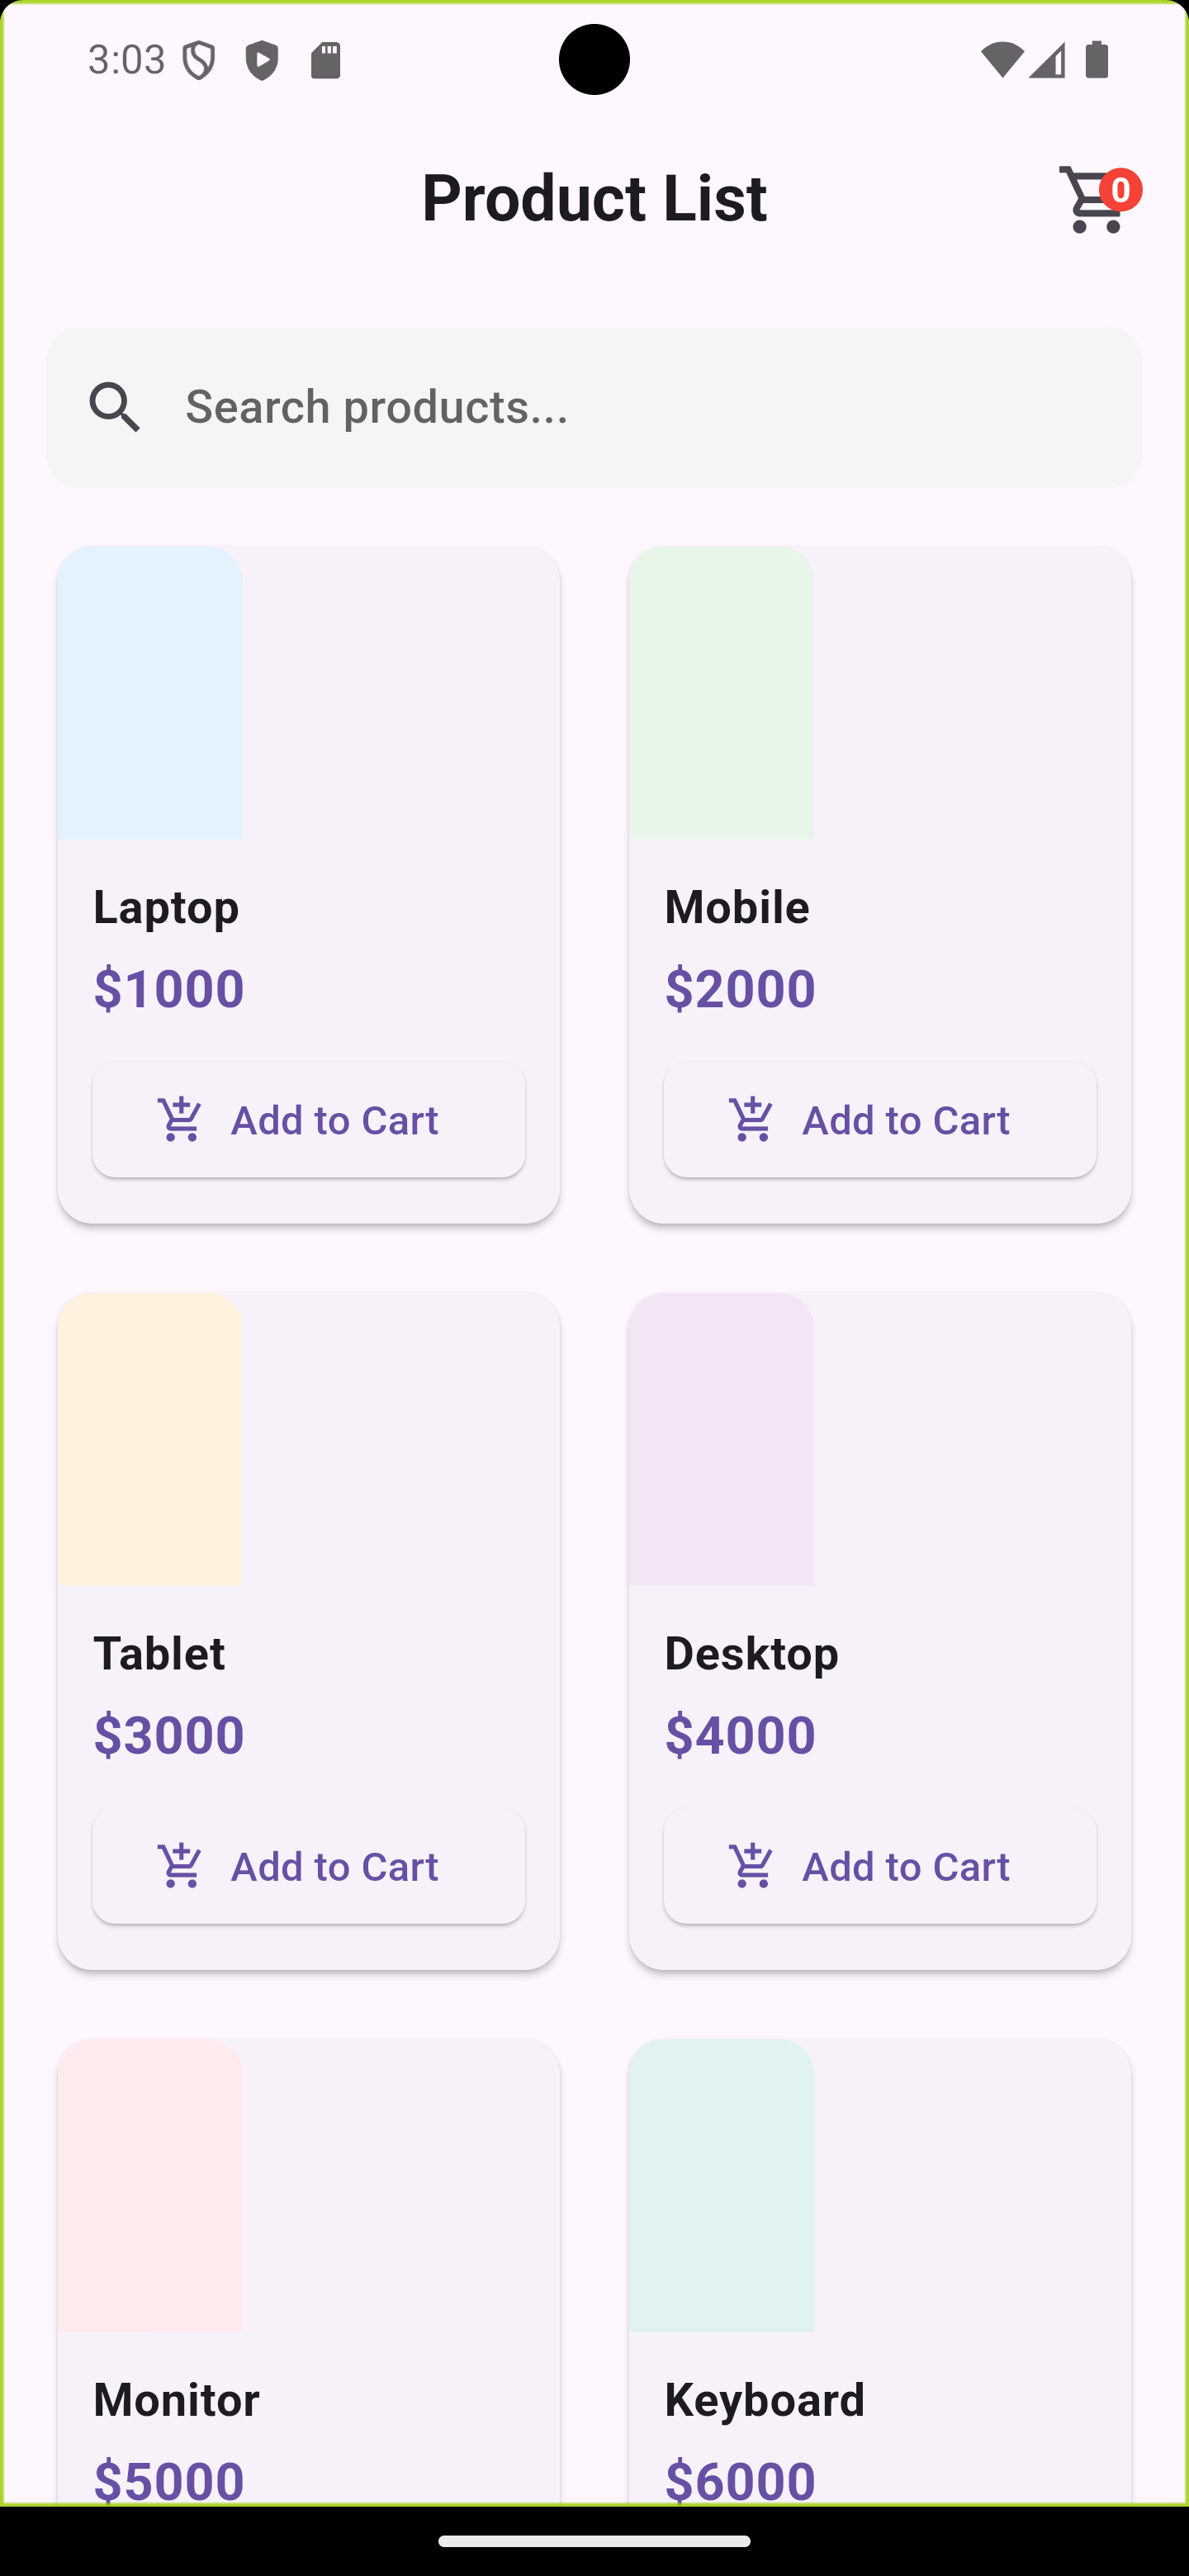 3:03
Product List
0
Search products...
Laptop
$1000
Add to Cart
Mobile
$2000
Add to Cart
Tablet
$3000
Add to Cart
Desktop
$4000
Add to Cart
Monitor
$5000
Keyboard
$6000